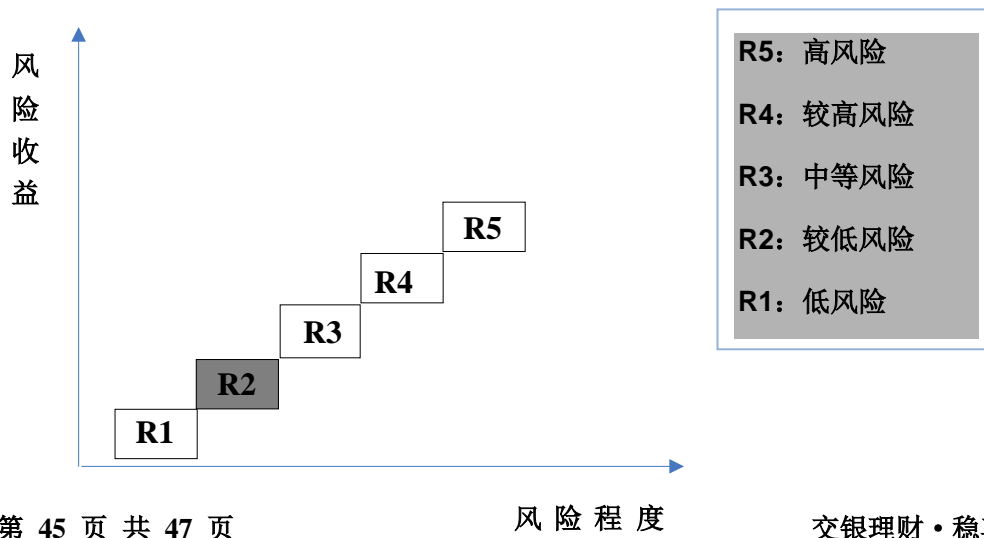 风险收益
R5：高风险
R4：较高风险
R3：中等风险
R2：较低风险
R1：低风险
R5
R4
R3
R2
R1
风 险 程 度
第 45 页 共 47 页
交银理财·稳